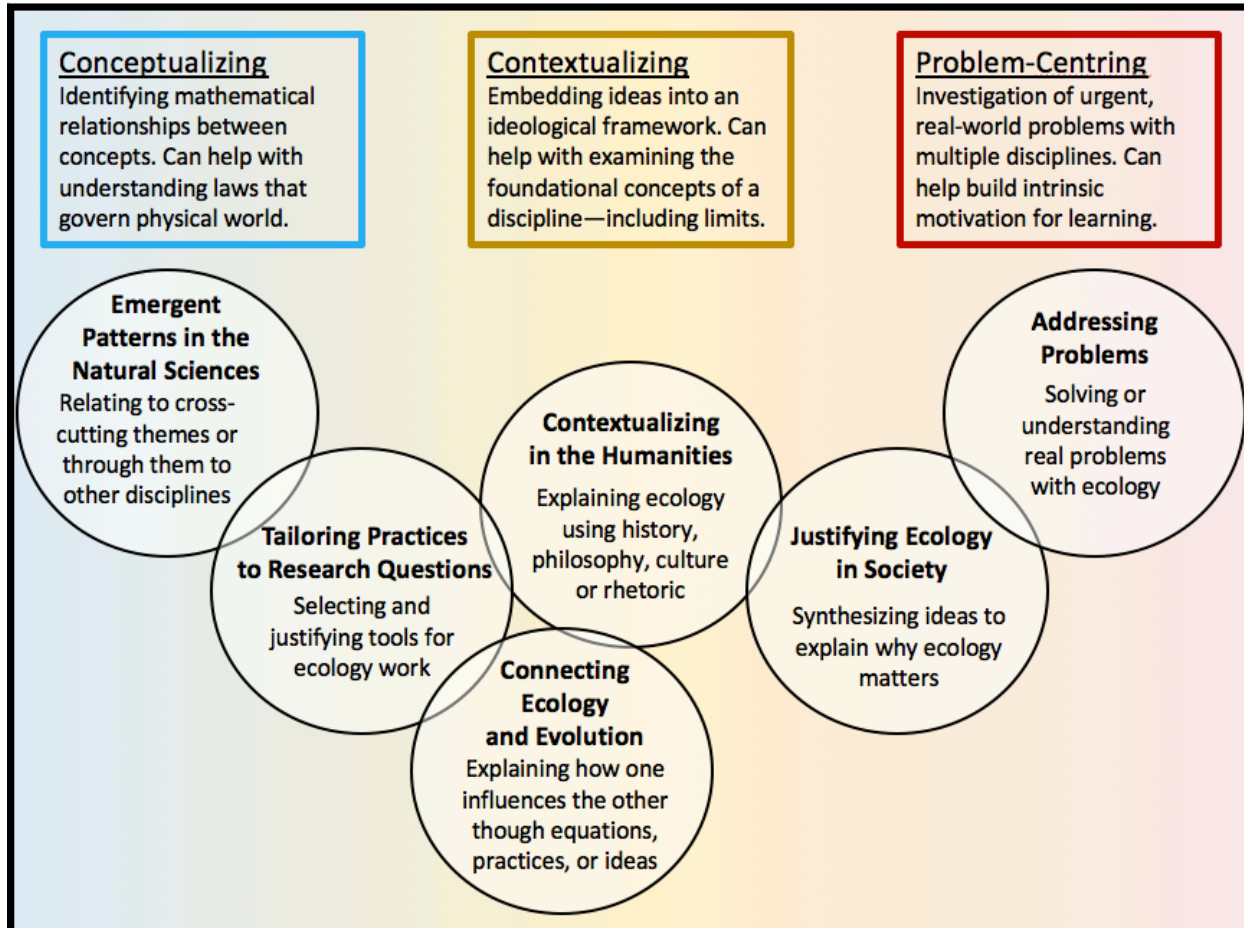 Conceptualizing
Identifying mathematical
relationships between
concepts. Can help with
understanding laws that
govern physical world.
Contextualizing
Embedding ideas into an
ideological framework. Can
help with examining the
foundational concepts of a
discipline—including limits.
Problem-Centring
Investigation of urgent,
real-world problems with
multiple disciplines. Can
help build intrinsic
motivation for learning.
Emergent
Patterns in the
Natural Sciences
Relating to cross-
cutting themes or
through them to
other disciplines
Tailoring Practices
to Research Questions
Selecting and
justifying tools for
ecology work
Contextualizing
in the Humanities
Explaining ecology
using history,
philosophy, culture
or rhetoric
Connecting
Ecology
and Evolution
Explaining how one
influences the other
though equations,
practices, or ideas
Justifying Ecology
in Society
Synthesizing ideas to
explain why ecology
matters
Addressing
Problems
Solving or
understanding
real problems
with ecology